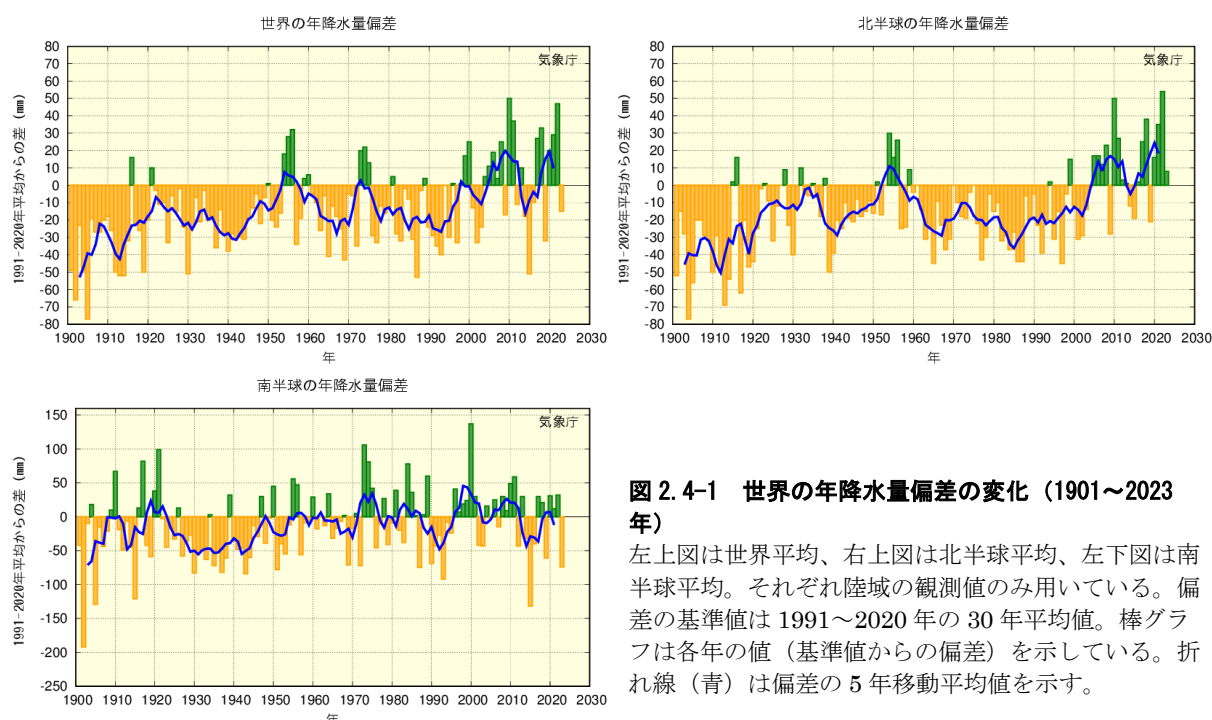 世界の年降水量偏差
気象庁
1991-2020年平均からの差 (mm)
80
70
60
50
40
30
20
10
0
-10
-20
-30
-40
-50
-60
-70
-80
1900 1910 1920 1930 1940 1950 1960 1970 1980 1990 2000 2010 2020 2030
年
北半球の年降水量偏差
気象庁
1991-2020年平均からの差 (mm)
80
70
60
50
40
30
20
10
0
-10
-20
-30
-40
-50
-60
-70
-80
1900 1910 1920 1930 1940 1950 1960 1970 1980 1990 2000 2010 2020 2030
年
南半球の年降水量偏差
気象庁
1991-2020年平均からの差 (mm)
150
100
50
0
-50
-100
-150
-200
-250
1900 1910 1920 1930 1940 1950 1960 1970 1980 1990 2000 2010 2020 2030
年
図 2.4-1 世界の年降水量偏差の変化（1901～2023
年）
左上図は世界平均、右上図は北半球平均、左下図は南
半球平均。それぞれ陸域の観測値のみ用いている。偏
差の基準値は 1991～2020 年の 30 年平均値。棒グラ
フは各年の値（基準値からの偏差）を示している。折
れ線（青）は偏差の 5 年移動平均値を示す。